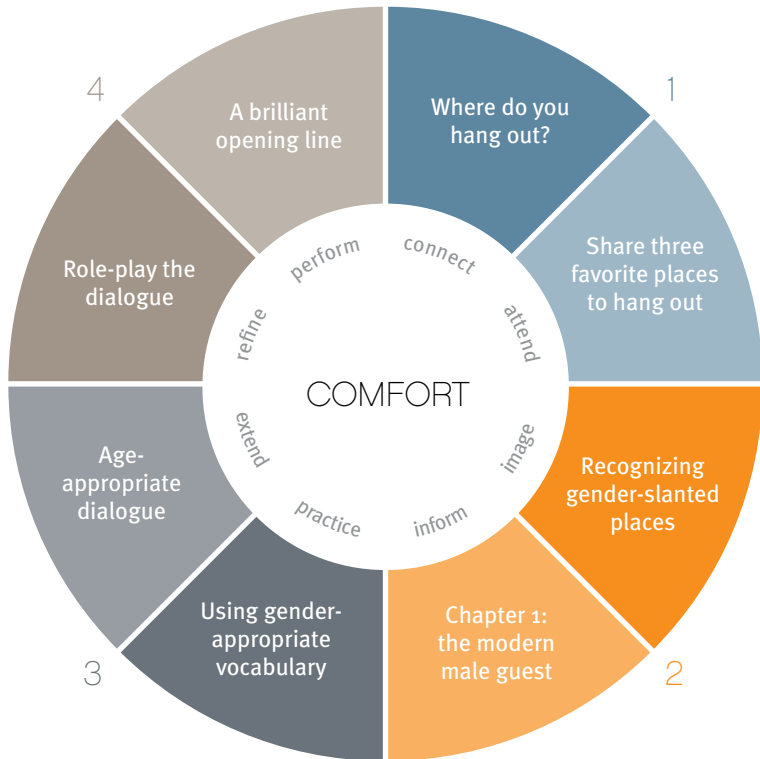 4
1
A brilliant
opening line
Where do you
hang out?
Role-play the
dialogue
Share three
favorite places
to hang out
perform
connect
refine
attend
COMFORT
extend
image
practice
inform
Age-
appropriate
dialogue
Recognizing
gender-slanted
places
Using gender-
appropriate
vocabulary
Chapter 1:
the modern
male guest
3
2